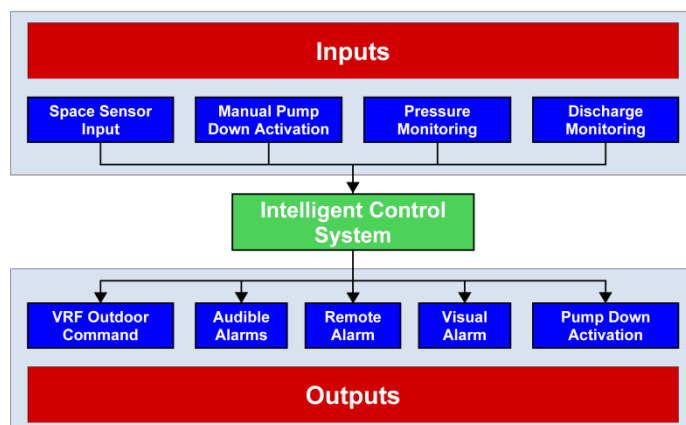 Inputs
Space Sensor
Input
Manual Pump
Down Activation
Pressure
Monitoring
Discharge
Monitoring
Intelligent Control
System
VRF Outdoor
Command
Audible
Alarms
Remote
Alarm
Visual
Alarm
Pump Down
Activation
Outputs